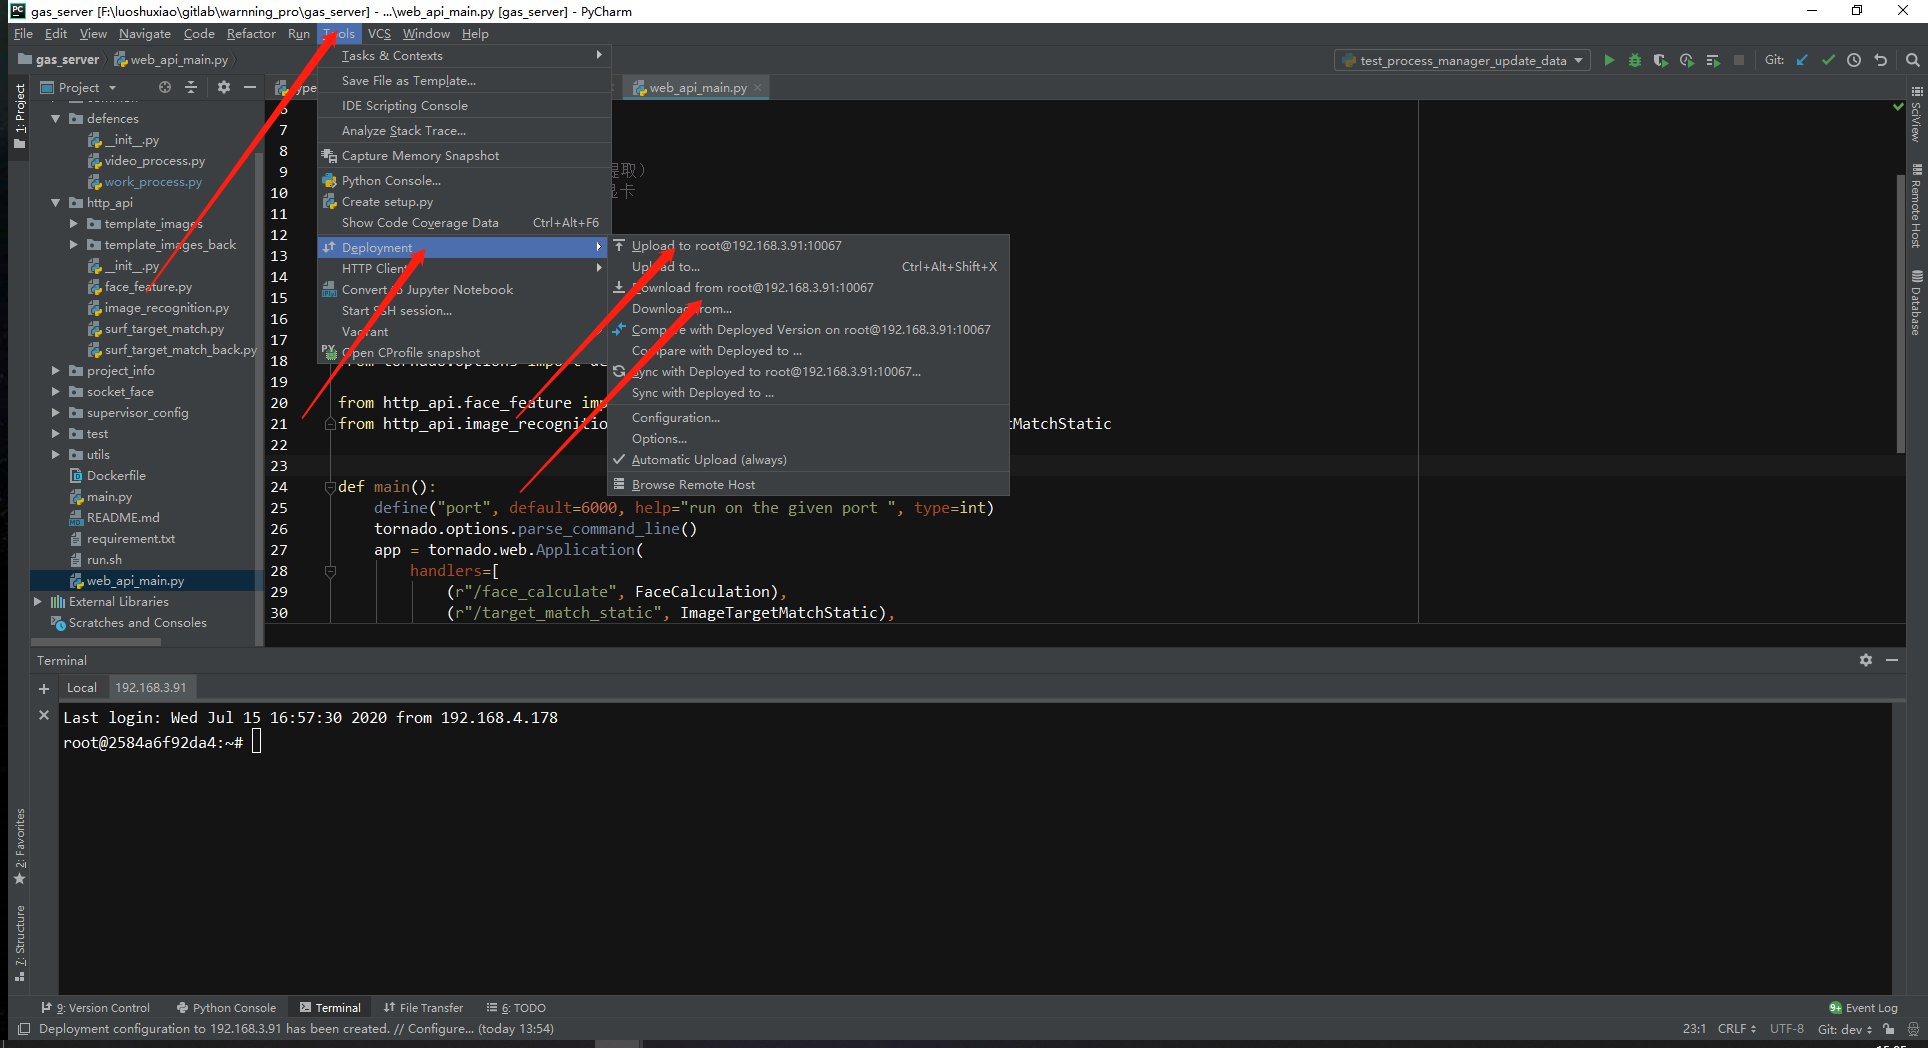 gas_server [F:\luoshuxiao\gitlab\warnning_pro\gas_server] - ...\web_api_main.py [gas_server] - PyCharm
File Edit View Navigate Code Refactor Run Tools VCS Window Help
gas_server web_api_main.py
test_process_manager_update_data
Git:
Project
web_api_main.py
1: Project
defences
__init__.py
video_process.py
work_process.py
http_api
template_images
template_images_back
__init__.py
face_feature.py
image_recognition.py
surf_target_match.py
surf_target_match_back.py
project_info
socket_face
supervisor_config
test
utils
Dockerfile
main.py
README.md
requirement.txt
run.sh
web_api_main.py
External Libraries
Scratches and Consoles
Tasks & Contexts
Save File as Template...
IDE Scripting Console
Analyze Stack Trace...
Capture Memory Snapshot
Python Console...
Create setup.py
Show Code Coverage Data Ctrl+Alt+F6
Deployment
HTTP Client
Convert to Jupyter Notebook
Start SSH session...
Vagrant
Open CProfile snapshot
Upload to root@192.168.3.91:10067
Upload to... Ctrl+Alt+Shift+X
Download from root@192.168.3.91:10067
Download from...
Compare with Deployed Version on root@192.168.3.91:10067
Compare with Deployed to ...
Sync with Deployed to root@192.168.3.91:10067...
Sync with Deployed to ...
Configuration...
Options...
Automatic Upload (always)
Browse Remote Host
7
8
9 提取）
10 显卡
11
12
13
14
15
16
17
18
19
20 from http_api.face_feature imp
21 from http_api.image_recognitio tMatchStatic
22
23
24 def main():
25 define("port", default=6000, help="run on the given port ", type=int)
26 tornado.options.parse_command_line()
27 app = tornado.web.Application(
28 handlers=[
29 (r"/face_calculate", FaceCalculation),
30 (r"/target_match_static", ImageTargetMatchStatic),
SciView
Remote Host
Database
Terminal
Local 192.168.3.91
Last login: Wed Jul 15 16:57:30 2020 from 192.168.4.178
root@2584a6f92da4:~#
2: Favorites
7: Structure
9: Version Control Python Console Terminal File Transfer 6: TODO
9+ Event Log
Deployment configuration to 192.168.3.91 has been created. // Configure... (today 13:54)
23:1 CRLF UTF-8 Git: dev